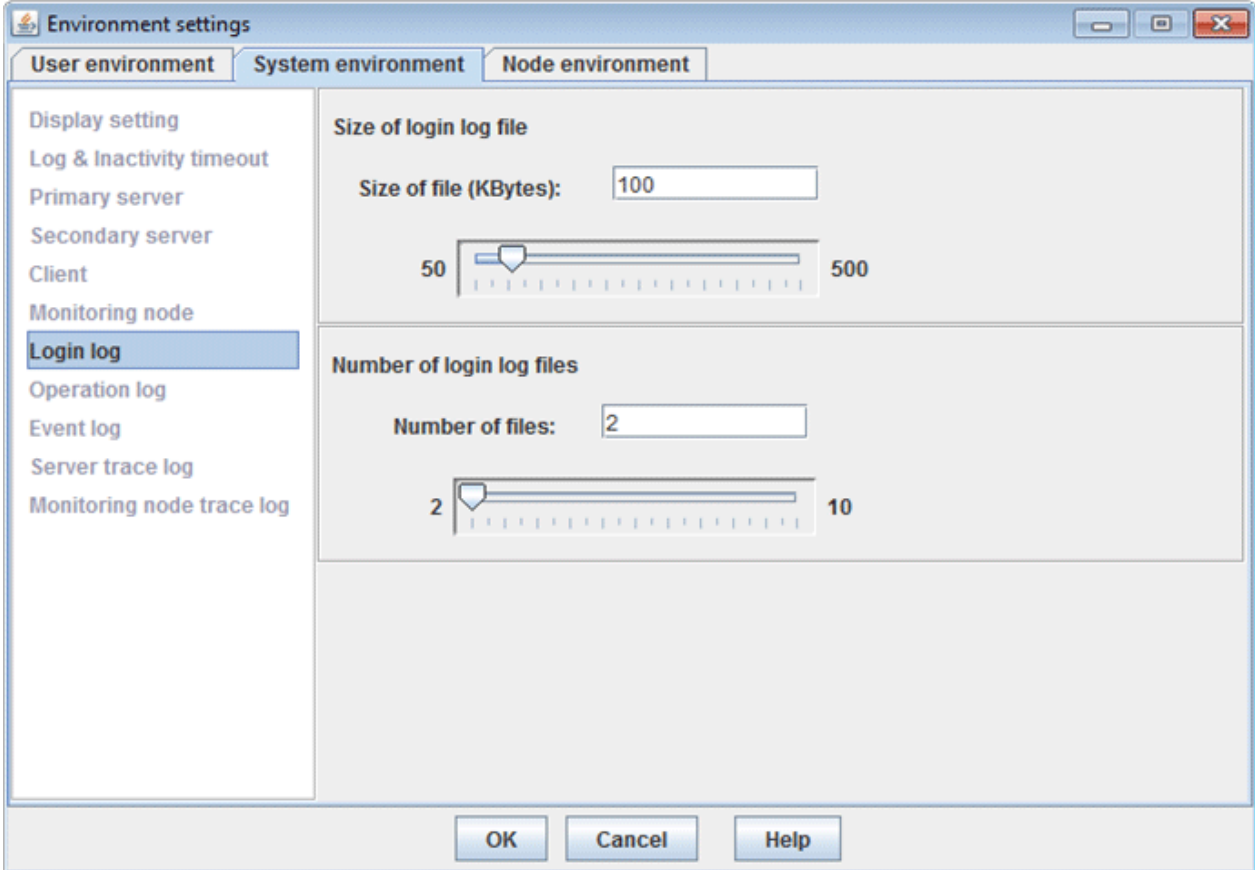 Environment settings
User environment System environment Node environment
Display setting
Log & Inactivity timeout
Primary server
Secondary server
Client
Monitoring node
Login log
Operation log
Event log
Server trace log
Monitoring node trace log
Size of login log file
Size of file (KBytes): 100
50 500
Number of login log files
Number of files: 2
2 10
OK Cancel Help